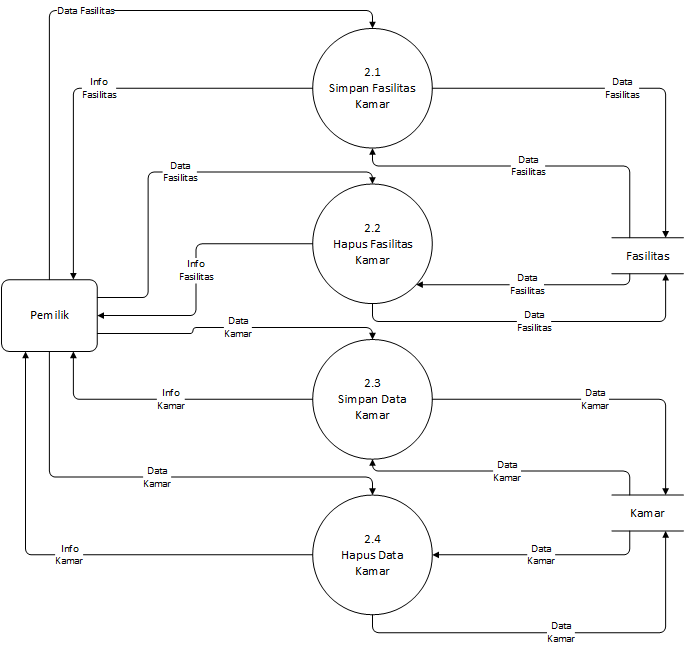 Data Fasilitas
2.1
Simpan Fasilitas
Kamar
Info
Fasilitas
Data
Fasilitas
Data
Fasilitas
Data
Fasilitas
2.2
Hapus Fasilitas
Kamar
Info
Fasilitas
Fasilitas
Data
Fasilitas
Pemilik
Data
Fasilitas
Data
Kamar
2.3
Simpan Data
Kamar
Info
Kamar
Data
Kamar
Data
Kamar
Data
Kamar
Kamar
2.4
Hapus Data
Kamar
Info
Kamar
Data
Kamar
Data
Kamar